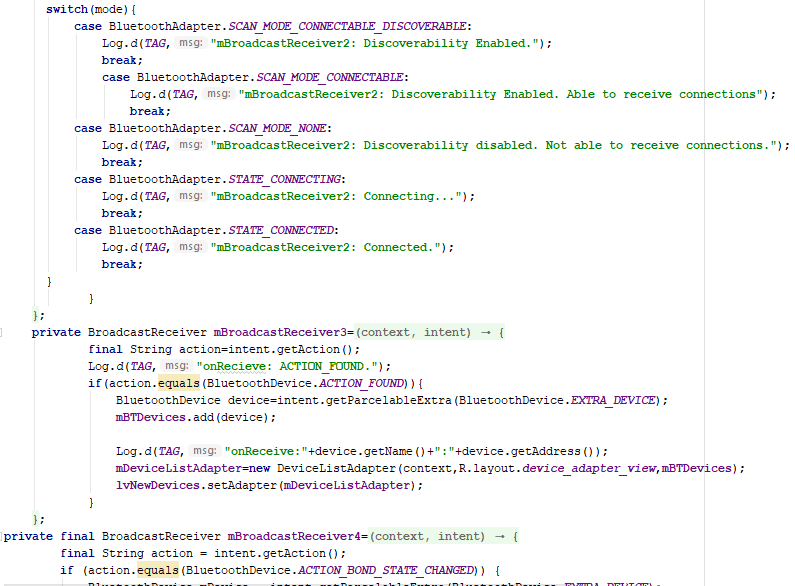 switch(mode){
case BluetoothAdapter.SCAN_MODE_CONNECTABLE_DISCOVERABLE:
Log.d(TAG, msg: "mBroadcastReceiver2: Discoverability Enabled.");
break;
case BluetoothAdapter.SCAN_MODE_CONNECTABLE:
Log.d(TAG, msg: "mBroadcastReceiver2: Discoverability Enabled. Able to receive connections");
break;
case BluetoothAdapter.SCAN_MODE_NONE:
Log.d(TAG, msg: "mBroadcastReceiver2: Discoverability disabled. Not able to receive connections.");
break;
case BluetoothAdapter.STATE_CONNECTING:
Log.d(TAG, msg: "mBroadcastReceiver2: Connecting...");
break;
case BluetoothAdapter.STATE_CONNECTED:
Log.d(TAG, msg: "mBroadcastReceiver2: Connected.");
break;
}
}
};
private BroadcastReceiver mBroadcastReceiver3=(context, intent) → {
final String action=intent.getAction();
Log.d(TAG, msg: "onRecieve: ACTION_FOUND.");
if(action.equals(BluetoothDevice.ACTION_FOUND)){
BluetoothDevice device=intent.getParcelableExtra(BluetoothDevice.EXTRA_DEVICE);
mBTDevices.add(device);
Log.d(TAG, msg: "onReceive:"+device.getName()+":"+device.getAddress());
mDeviceListAdapter=new DeviceListAdapter(context,R.layout.device_adapter_view,mBTDevices);
lvNewDevices.setAdapter(mDeviceListAdapter);
}
};
private final BroadcastReceiver mBroadcastReceiver4=(context, intent) → {
final String action = intent.getAction();
if (action.equals(BluetoothDevice.ACTION_BOND_STATE_CHANGED)) {